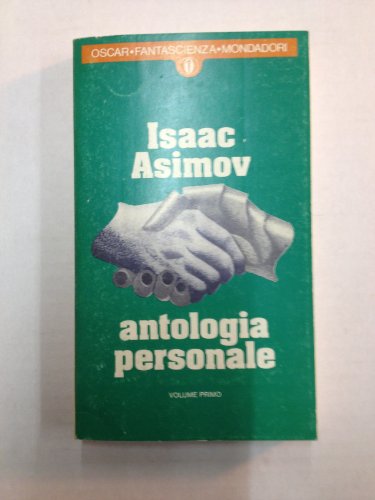 OSCAR•FANTASCIENZA•MONDADORI
Isaac
Asimov
antologia
personale
VOLUME PRIMO